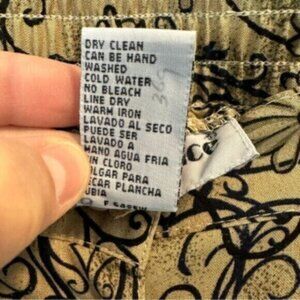 DRY CLEAN
CAN BE HAND
WASHED
COLD WATER
NO BLEACH
LINE DRY
WARM IRON
LAVADO AL SECO
PUEDE SER
LAVADO A
MANO AGUA FRIA
SIN CLORO
COLGAR PARA
SECAR PLANCHA